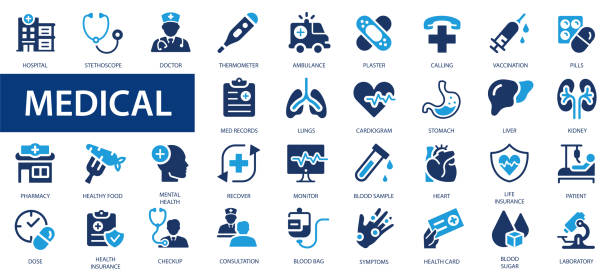 HOSPITAL
STETHOSCOPE
DOCTOR
THERMOMETER
AMBULANCE
PLASTER
CALLING
VACCINATION
PILLS
MEDICAL
MED RECORDS
LUNGS
CARDIOGRAM
STOMACH
LIVER
KIDNEY
PHARMACY
HEALTHY FOOD
MENTAL
HEALTH
RECOVER
MONITOR
BLOOD SAMPLE
HEART
LIFE
INSURANCE
PATIENT
DOSE
HEALTH
INSURANCE
CHECKUP
CONSULTATION
BLOOD BAG
SYMPTOMS
HEALTH CARD
BLOOD
SUGAR
LABORATORY